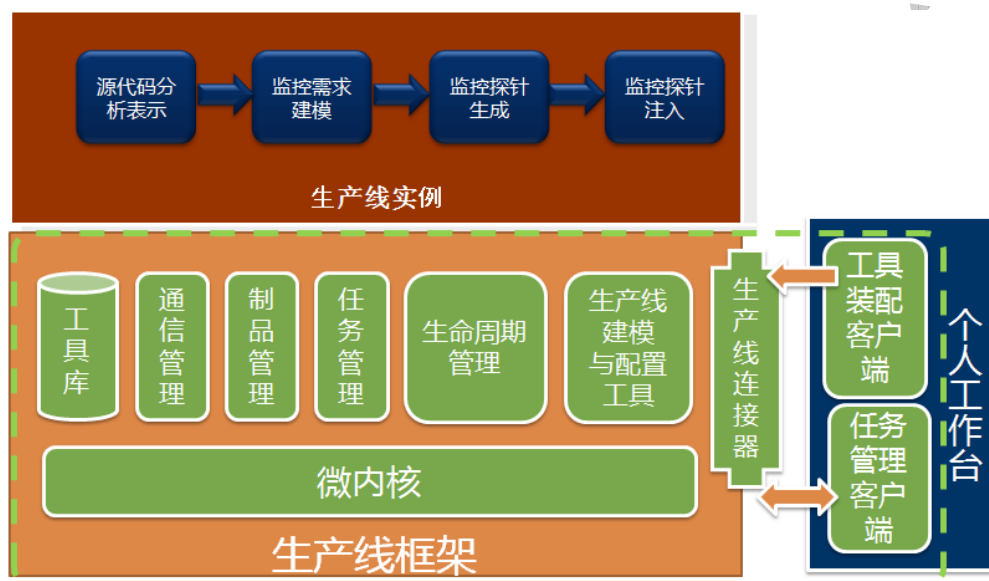 源代码分
析表示
监控需求
建模
监控探针
生成
监控探针
注入
生产线实例
工具库
通信管理
制品管理
任务管理
生命周期
管理
生产线
建模
与配置
工具
生产线连接器
工具
装配
客户
端
任务
管理
客户
端
个人工作台
微内核
生产线框架